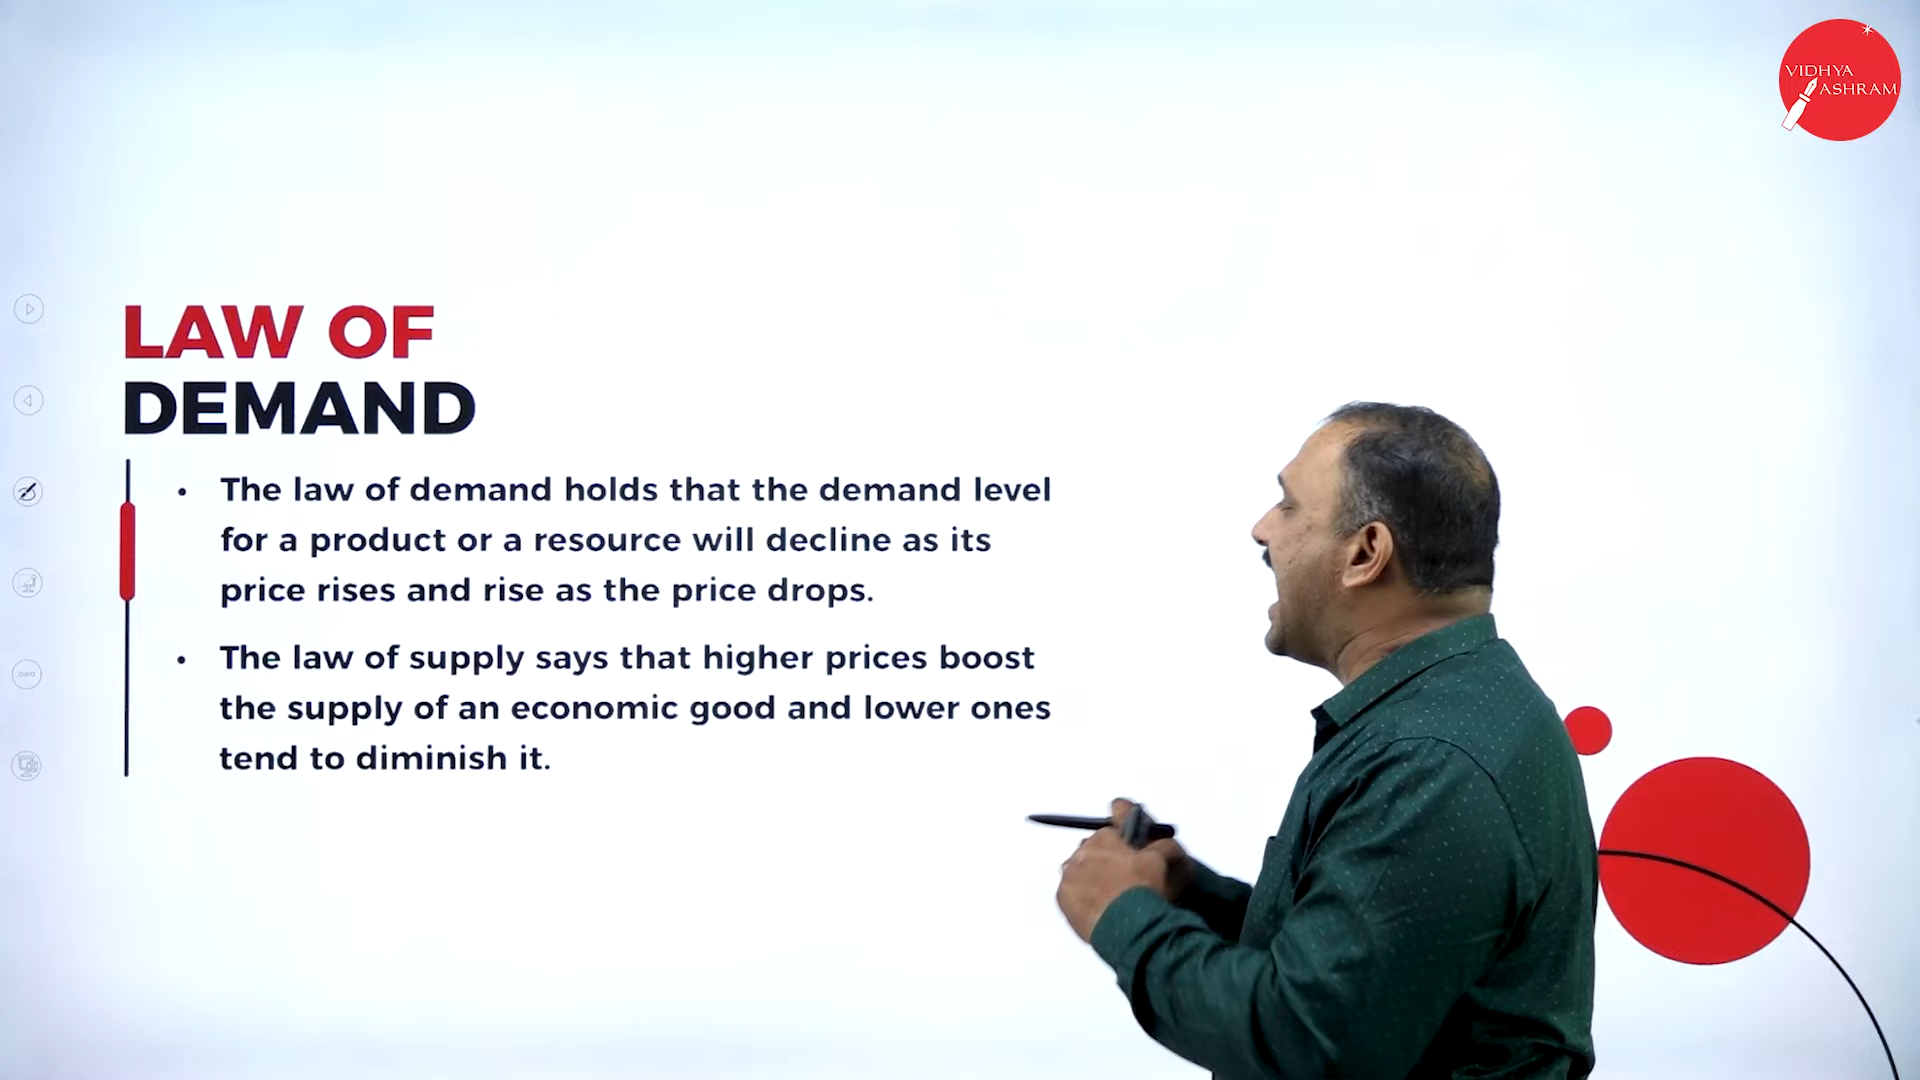 VIDHYA
ASHRAM
LAW OF
DEMAND
• The law of demand holds that the demand level
for a product or a resource will decline as its
price rises and rise as the price drops.
• The law of supply says that higher prices boost
the supply of an economic good and lower ones
tend to diminish it.